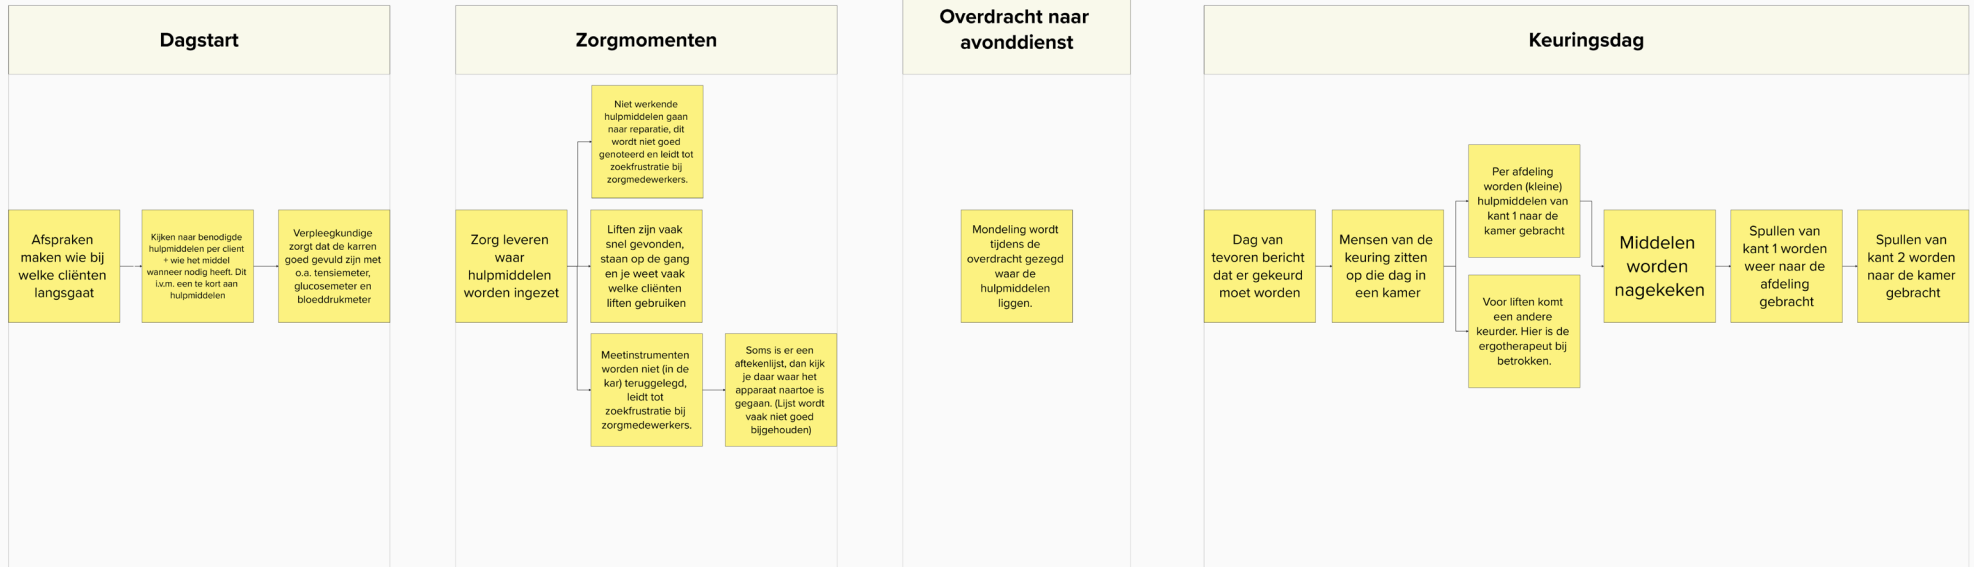 Dagstart
Afspraken
maken wie bij
welke cliënten
langsgaat
Kijken naar benodigde
hulpmiddelen per client
+ wie het middel
wanneer nodig heeft. Dit
i.v.m. een te kort aan
hulpmiddelen
Verpleegkundige
zorgt dat de karren
goed gevuld zijn met
o.a. tensiemeter,
glucosemeter en
bloeddrukmeter
Zorgmomenten
Zorg leveren
waar
hulpmiddelen
worden ingezet
Niet werkende
hulpmiddelen gaan
naar reparatie, dit
wordt niet goed
genoteerd en leidt tot
zoekfrustratie bij
zorgmedewerkers.
Liften zijn vaak
snel gevonden,
staan op de gang
en je weet vaak
welke cliënten
liften gebruiken
Meetinstrumenten
worden niet (in de
kar) teruggelegd,
leidt tot
zoekfrustratie bij
zorgmedewerkers.
Soms is er een
aftekenlijst, dan kijk
je daar waar het
apparaat naartoe is
gegaan. (Lijst wordt
vaak niet goed
bijgehouden)
Overdracht naar
avonddienst
Mondeling wordt
tijdens de
overdracht gezegd
waar de
hulpmiddelen
liggen.
Keuringsdag
Dag van
tevoren bericht
dat er gekeurd
moet worden
Mensen van de
keuring zitten
op die dag in
een kamer
Per afdeling
worden (kleine)
hulpmiddelen van
kant 1 naar de
kamer gebracht
Voor liften komt
een andere
keurder. Hier is de
ergotherapeut bij
betrokken.
Middelen
worden
nagekeken
Spullen van
kant 1 worden
weer naar de
afdeling
gebracht
Spullen van
kant 2 worden
naar de kamer
gebracht